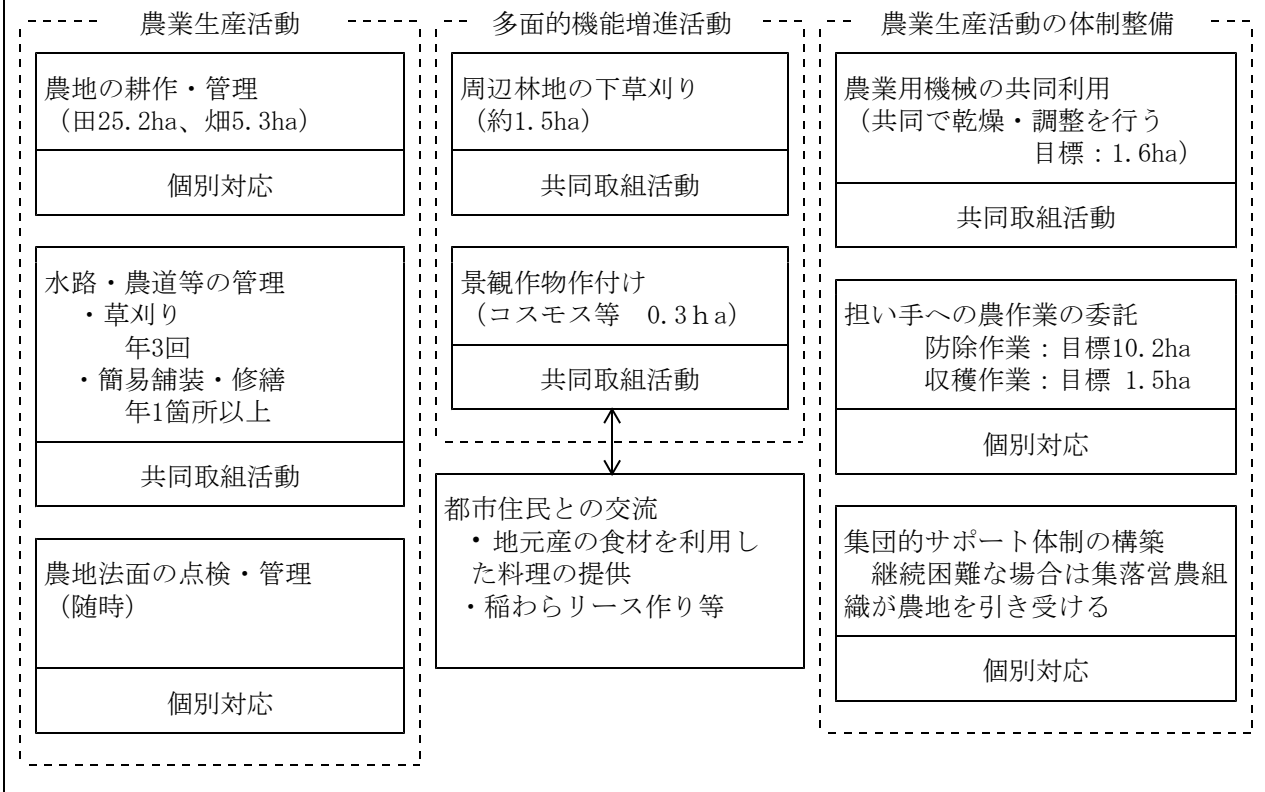 農業生産活動
農地の耕作・管理
（田25.2ha、畑5.3ha）
個別対応
水路・農道等の管理
・草刈り
年3回
・簡易舗装・修繕
年1箇所以上
共同取組活動
農地法面の点検・管理
（随時）
個別対応
多面的機能増進活動
周辺林地の下草刈り
（約1.5ha）
共同取組活動
景観作物作付け
（コスモス等　0.3ｈａ）
共同取組活動
都市住民との交流
・地元産の食材を利用し
た料理の提供
・稲わらリース作り等
農業生産活動の体制整備
農業用機械の共同利用
（共同で乾燥・調整を行う
目標：1.6ha）
共同取組活動
担い手への農作業の委託
防除作業：目標10.2ha
収穫作業：目標 1.5ha
個別対応
集団的サポート体制の構築
継続困難な場合は集落営農組
織が農地を引き受ける
個別対応